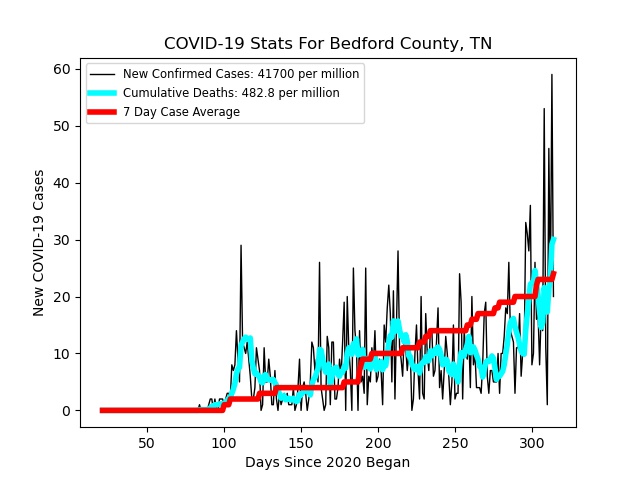 COVID-19 Stats For Bedford County, TN
New Confirmed Cases: 41700 per million
Cumulative Deaths: 482.8 per million
7 Day Case Average
60
50
40
30
20
10
0
New COVID-19 Cases
50 100 150 200 250 300
Days Since 2020 Began